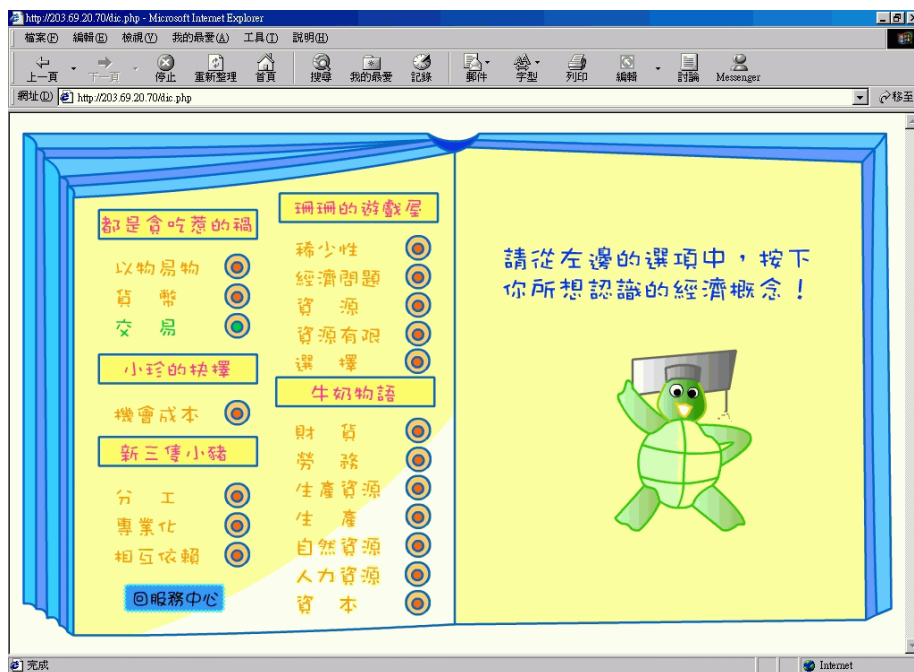 http://203.69.20.70/dic.php - Microsoft Internet Explorer
檔案(F) 編輯(E) 檢視(V) 我的最愛(A) 工具(T) 說明(H)
上一頁 下一頁 停止 重新整理 首頁 搜尋 我的最愛 記錄 郵件 字型 列印 編輯 討論 Messenger
網址(D) http://203.69.20.70/dic.php 移至
都是貪吃惹的禍
以物易物
貨 幣
交 易
小珍的抉擇
機會成本
新三隻小豬
分 工
專業化
相互依賴
回服務中心
珊珊的遊戲屋
稀少性
經濟問題
資 源
資源有限
選 擇
牛奶物語
財 貨
勞 務
生產資源
生 產
自然資源
人力資源
資 本
請從左邊的選項中，按下
你所想認識的經濟概念！
完成
Internet